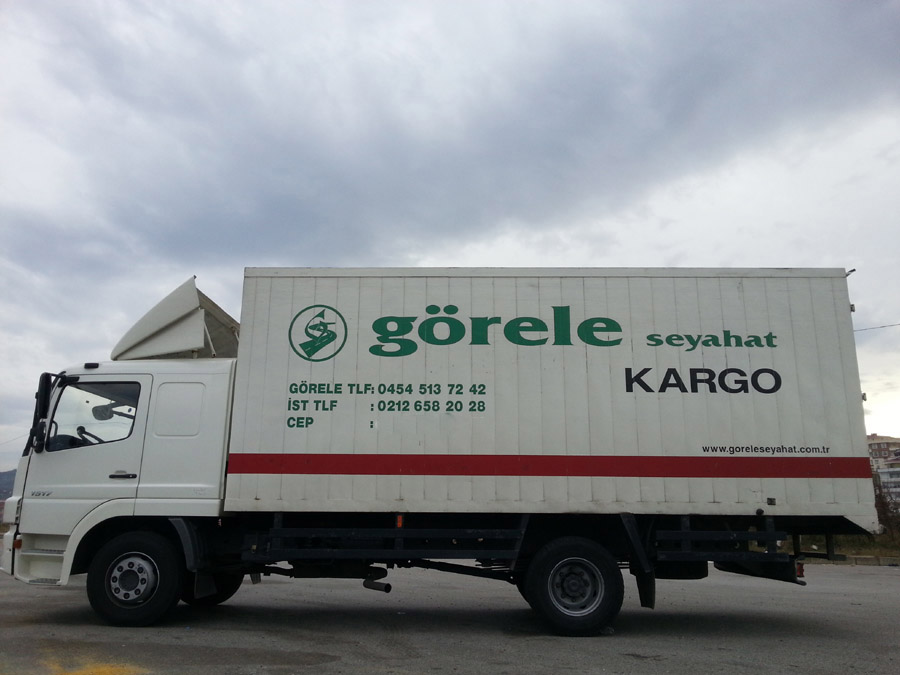 görele seyahat
KARGO
GÖRELE TLF: 0454 513 72 42
İST TLF : 0212 658 20 28
CEP :
www.goreleseyahat.com.tr
1517